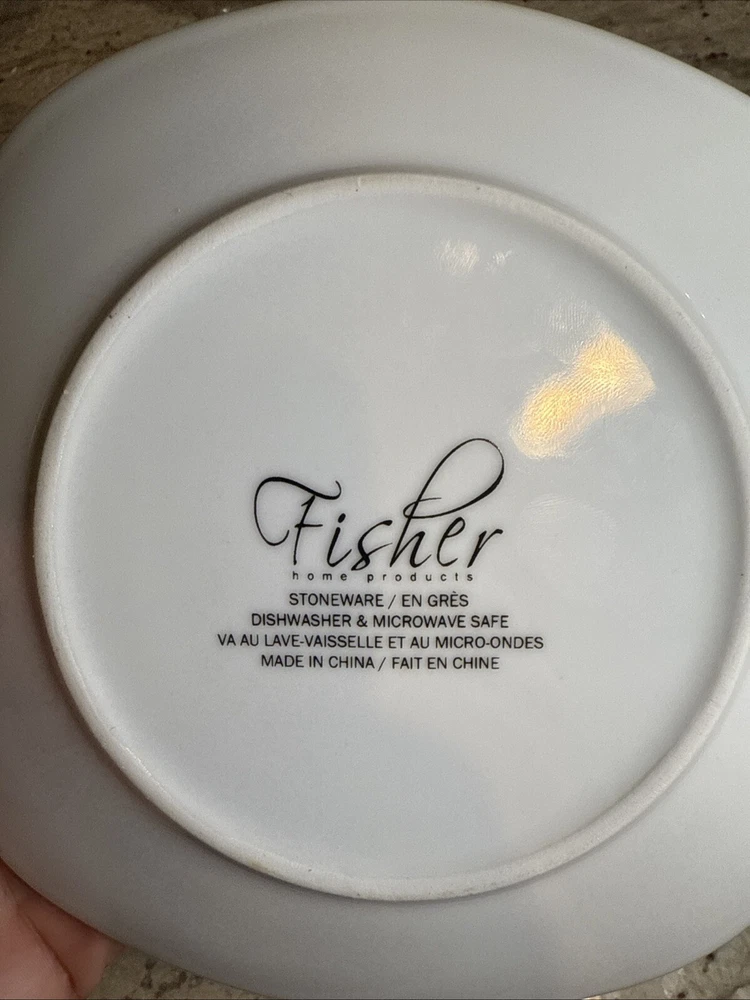 Fisher
home products
STONEWARE / EN GRÈS
DISHWASHER & MICROWAVE SAFE
VA AU LAVE-VAISSELLE ET AU MICRO-ONDES
MADE IN CHINA / FAIT EN CHINE